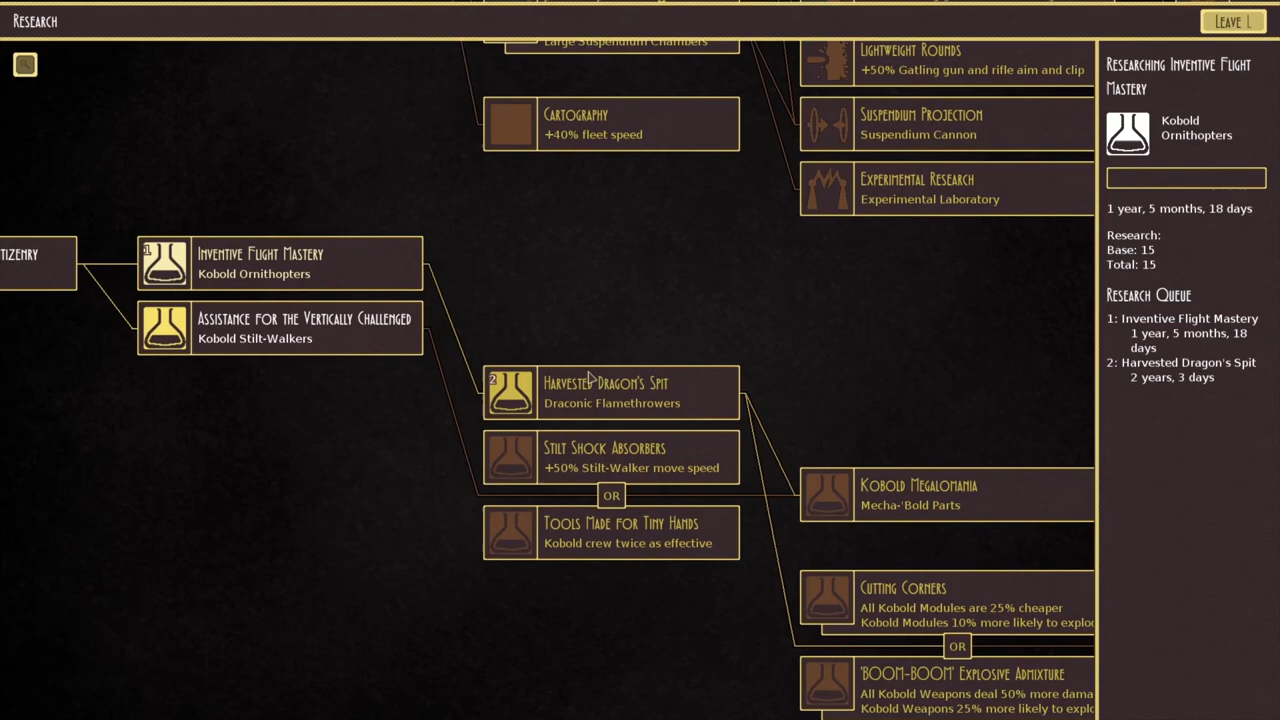 RESEARCH
LEAVE L
Large Suspendium Chambers
LIGHTWEIGHT ROUNDS
+50% Gatling gun and rifle aim and clip
CARTOGRAPHY
+40% fleet speed
SUSPENDIUM PROJECTION
Suspendium Cannon
EXPERIMENTAL RESEARCH
Experimental Laboratory
TIZENRY
1
INVENTIVE FLIGHT MASTERY
Kobold Ornithopters
ASSISTANCE FOR THE VERTICALLY CHALLENGED
Kobold Stilt-Walkers
2
HARVESTED DRAGON'S SPIT
Draconic Flamethrowers
STILT SHOCK ABSORBERS
+50% Stilt-Walker move speed
OR
TOOLS MADE FOR TINY HANDS
Kobold crew twice as effective
KOBOLD MEGALOMANIA
Mecha-'Bold Parts
CUTTING CORNERS
All Kobold Modules are 25% cheaper
Kobold Modules 10% more likely to explo
OR
'BOOM-BOOM' EXPLOSIVE ADMIXTURE
All Kobold Weapons deal 50% more dama
Kobold Weapons 25% more likely to explo
RESEARCHING INVENTIVE FLIGHT
MASTERY
Kobold
Ornithopters
1 year, 5 months, 18 days
Research:
Base: 15
Total: 15
RESEARCH QUEUE
1: Inventive Flight Mastery
1 year, 5 months, 18
days
2: Harvested Dragon's Spit
2 years, 3 days